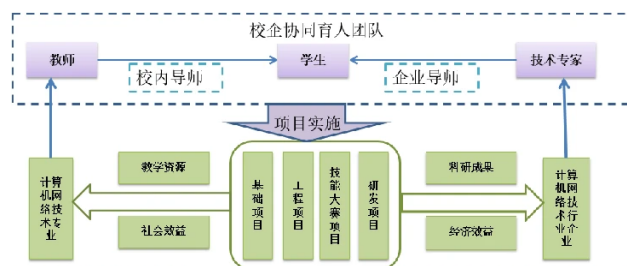 校企协同育人团队
教师
学生
技术专家
校内导师
企业导师
项目实施
计算机网络技术专业
教学资源
社会效益
基础项目
工程项目
技能大赛项目
研发项目
科研成果
经济效益
计算机网络技术行业企业